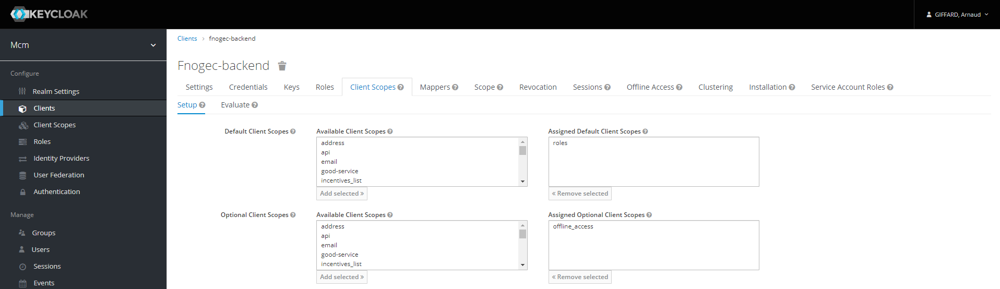 KEYCLOAK
GIFFARD, Arnaud
Mcm
Configure
Realm Settings
Clients
Client Scopes
Roles
Identity Providers
User Federation
Authentication
Manage
Groups
Users
Sessions
Events
Clients > fnogec-backend
Fnogec-backend
Settings Credentials Keys Roles Client Scopes ? Mappers ? Scope ? Revocation Sessions ? Offline Access ? Clustering Installation ? Service Account Roles ?
Setup ? Evaluate ?
Default Client Scopes ?
Available Client Scopes ?
address
api
email
good-service
incentives_list
Add selected »
Assigned Default Client Scopes ?
roles
« Remove selected
Optional Client Scopes ?
Available Client Scopes ?
address
api
email
good-service
incentives_list
Add selected »
Assigned Optional Client Scopes ?
offline_access
« Remove selected